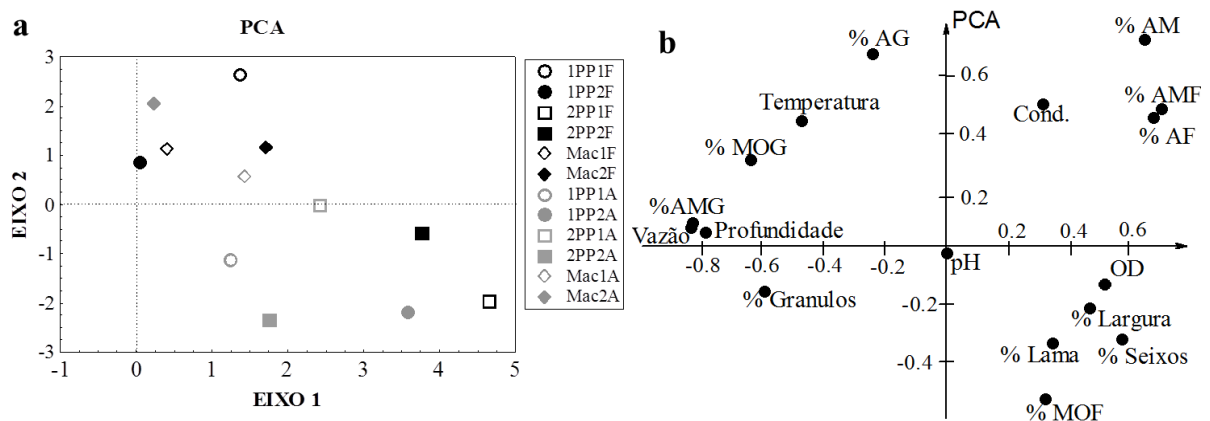 a
PCA
3
2
1
0
-1
-2
-3
EIXO 2
-1
0
1
2
3
4
5
EIXO 1
1PP1F
1PP2F
2PP1F
2PP2F
Mac1F
Mac2F
1PP1A
1PP2A
2PP1A
2PP2A
Mac1A
Mac2A
b
PCA
% AG
% AM
0.6
Temperatura
Cond.
% AMF
% AF
0.4
% MOG
0.2
%AMG
Vazão
Profundidade
0.2
0.4
0.6
-0.8
-0.6
-0.4
-0.2
pH
OD
% Granulos
-0.2
% Largura
% Lama
% Seixos
-0.4
% MOF